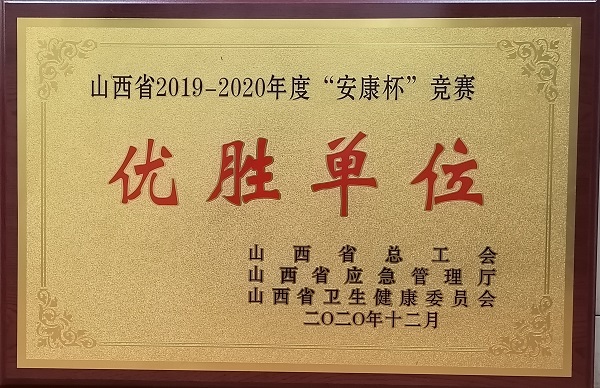 山西省2019-2020年度“安康杯”竞赛
优胜单位
山西省总工会
山西省应急管理厅
山西省卫生健康委员会
二〇二〇年十二月